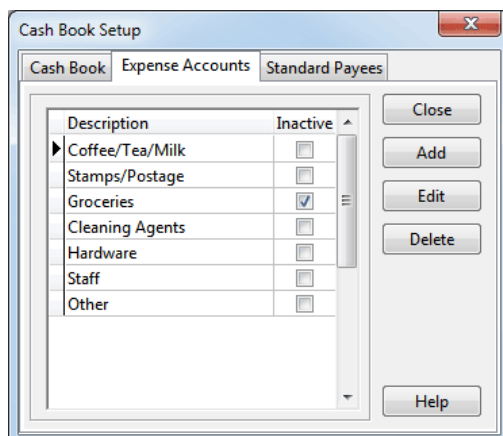 Cash Book Setup
Cash Book Expense Accounts Standard Payees
Description Inactive
Coffee/Tea/Milk
Stamps/Postage
Groceries
Cleaning Agents
Hardware
Staff
Other
Close
Add
Edit
Delete
Help